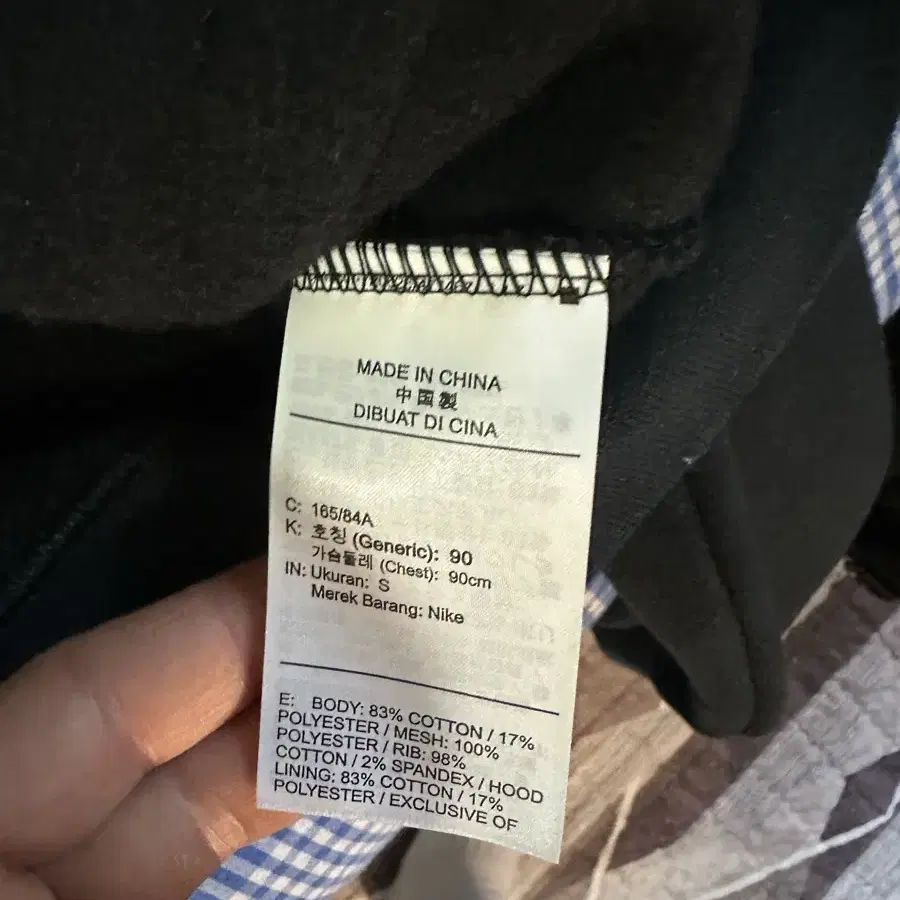 MADE IN CHINA
中国製
DIBUAT DI CINA
C: 165/84A
K: 호칭 (Generic): 90
가슴둘레 (Chest): 90cm
IN: Ukuran: S
Merek Barang: Nike
E: BODY: 83% COTTON / 17%
POLYESTER / MESH: 100%
POLYESTER / RIB: 98%
COTTON / 2% SPANDEX / HOOD
LINING: 83% COTTON / 17%
POLYESTER / EXCLUSIVE OF